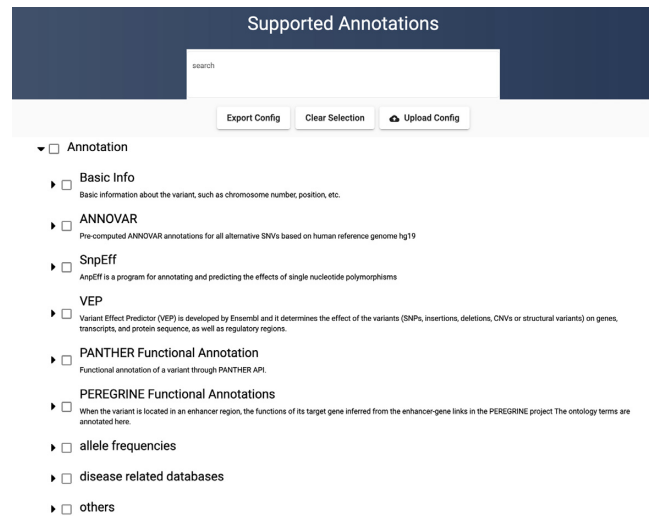 Supported Annotations
search
Export Config
Clear Selection
Upload Config
Annotation
Basic Info
Basic information about the variant, such as chromosome number, position, etc.
ANNOVAR
Pre-computed ANNOVAR annotations for all alternative SNVs based on human reference genome hg19
SnpEff
AnpEff is a program for annotating and predicting the effects of single nucleotide polymorphisms
VEP
Variant Effect Predictor (VEP) is developed by Ensembl and it determines the effect of the variants (SNPs, insertions, deletions, CNVs or structural variants) on genes,
transcripts, and protein sequence, as well as regulatory regions.
PANTHER Functional Annotation
Functional annotation of a variant through PANTHER API.
PEREGRINE Functional Annotations
When the variant is located in an enhancer region, the functions of its target gene inferred from the enhancer-gene links in the PEREGRINE project The ontology terms are
annotated here.
allele frequencies
disease related databases
others